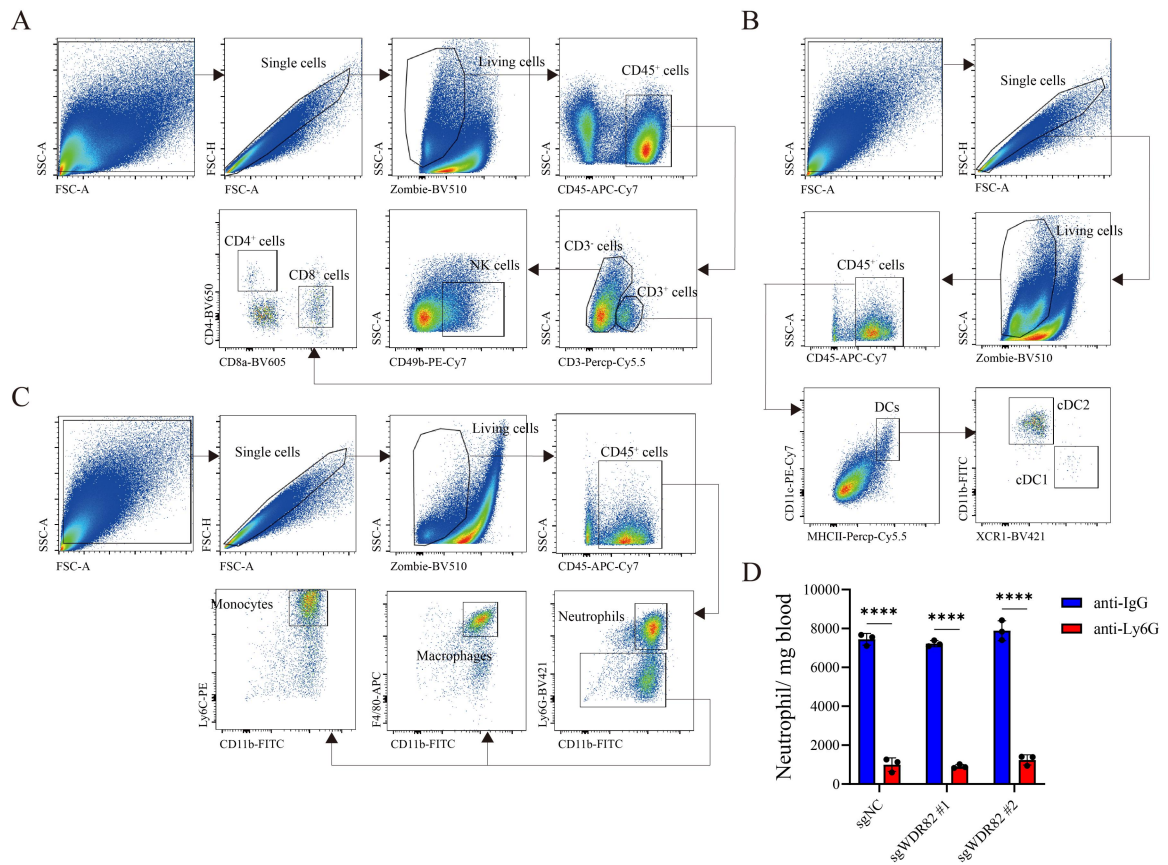 A
SSC-A
FSC-A
Single cells
FSC-H
FSC-A
Living cells
SSC-A
Zombie-BV510
CD45⁺ cells
SSC-A
CD45-APC-Cy7
CD4⁺ cells
CD8⁺ cells
CD4-BV650
CD8a-BV605
NK cells
SSC-A
CD49b-PE-Cy7
CD3⁻ cells
CD3⁺ cells
SSC-A
CD3-Percp-Cy5.5
B
SSC-A
FSC-A
Single cells
FSC-H
FSC-A
CD45⁺ cells
SSC-A
CD45-APC-Cy7
Living cells
SSC-A
Zombie-BV510
DCs
CD11c-PE-Cy7
MHCII-Percp-Cy5.5
cDC2
cDC1
CD11b-FITC
XCR1-BV421
C
SSC-A
FSC-A
Single cells
FSC-H
FSC-A
Living cells
SSC-A
Zombie-BV510
CD45⁺ cells
SSC-A
CD45-APC-Cy7
Monocytes
Ly6C-PE
CD11b-FITC
Macrophages
F4/80-APC
CD11b-FITC
Neutrophils
Ly6G-BV421
CD11b-FITC
D
Neutrophil/ mg blood
10000
8000
6000
4000
2000
0
****
****
****
anti-IgG
anti-Ly6G
sgNC
sgWDR82 #1
sgWDR82 #2